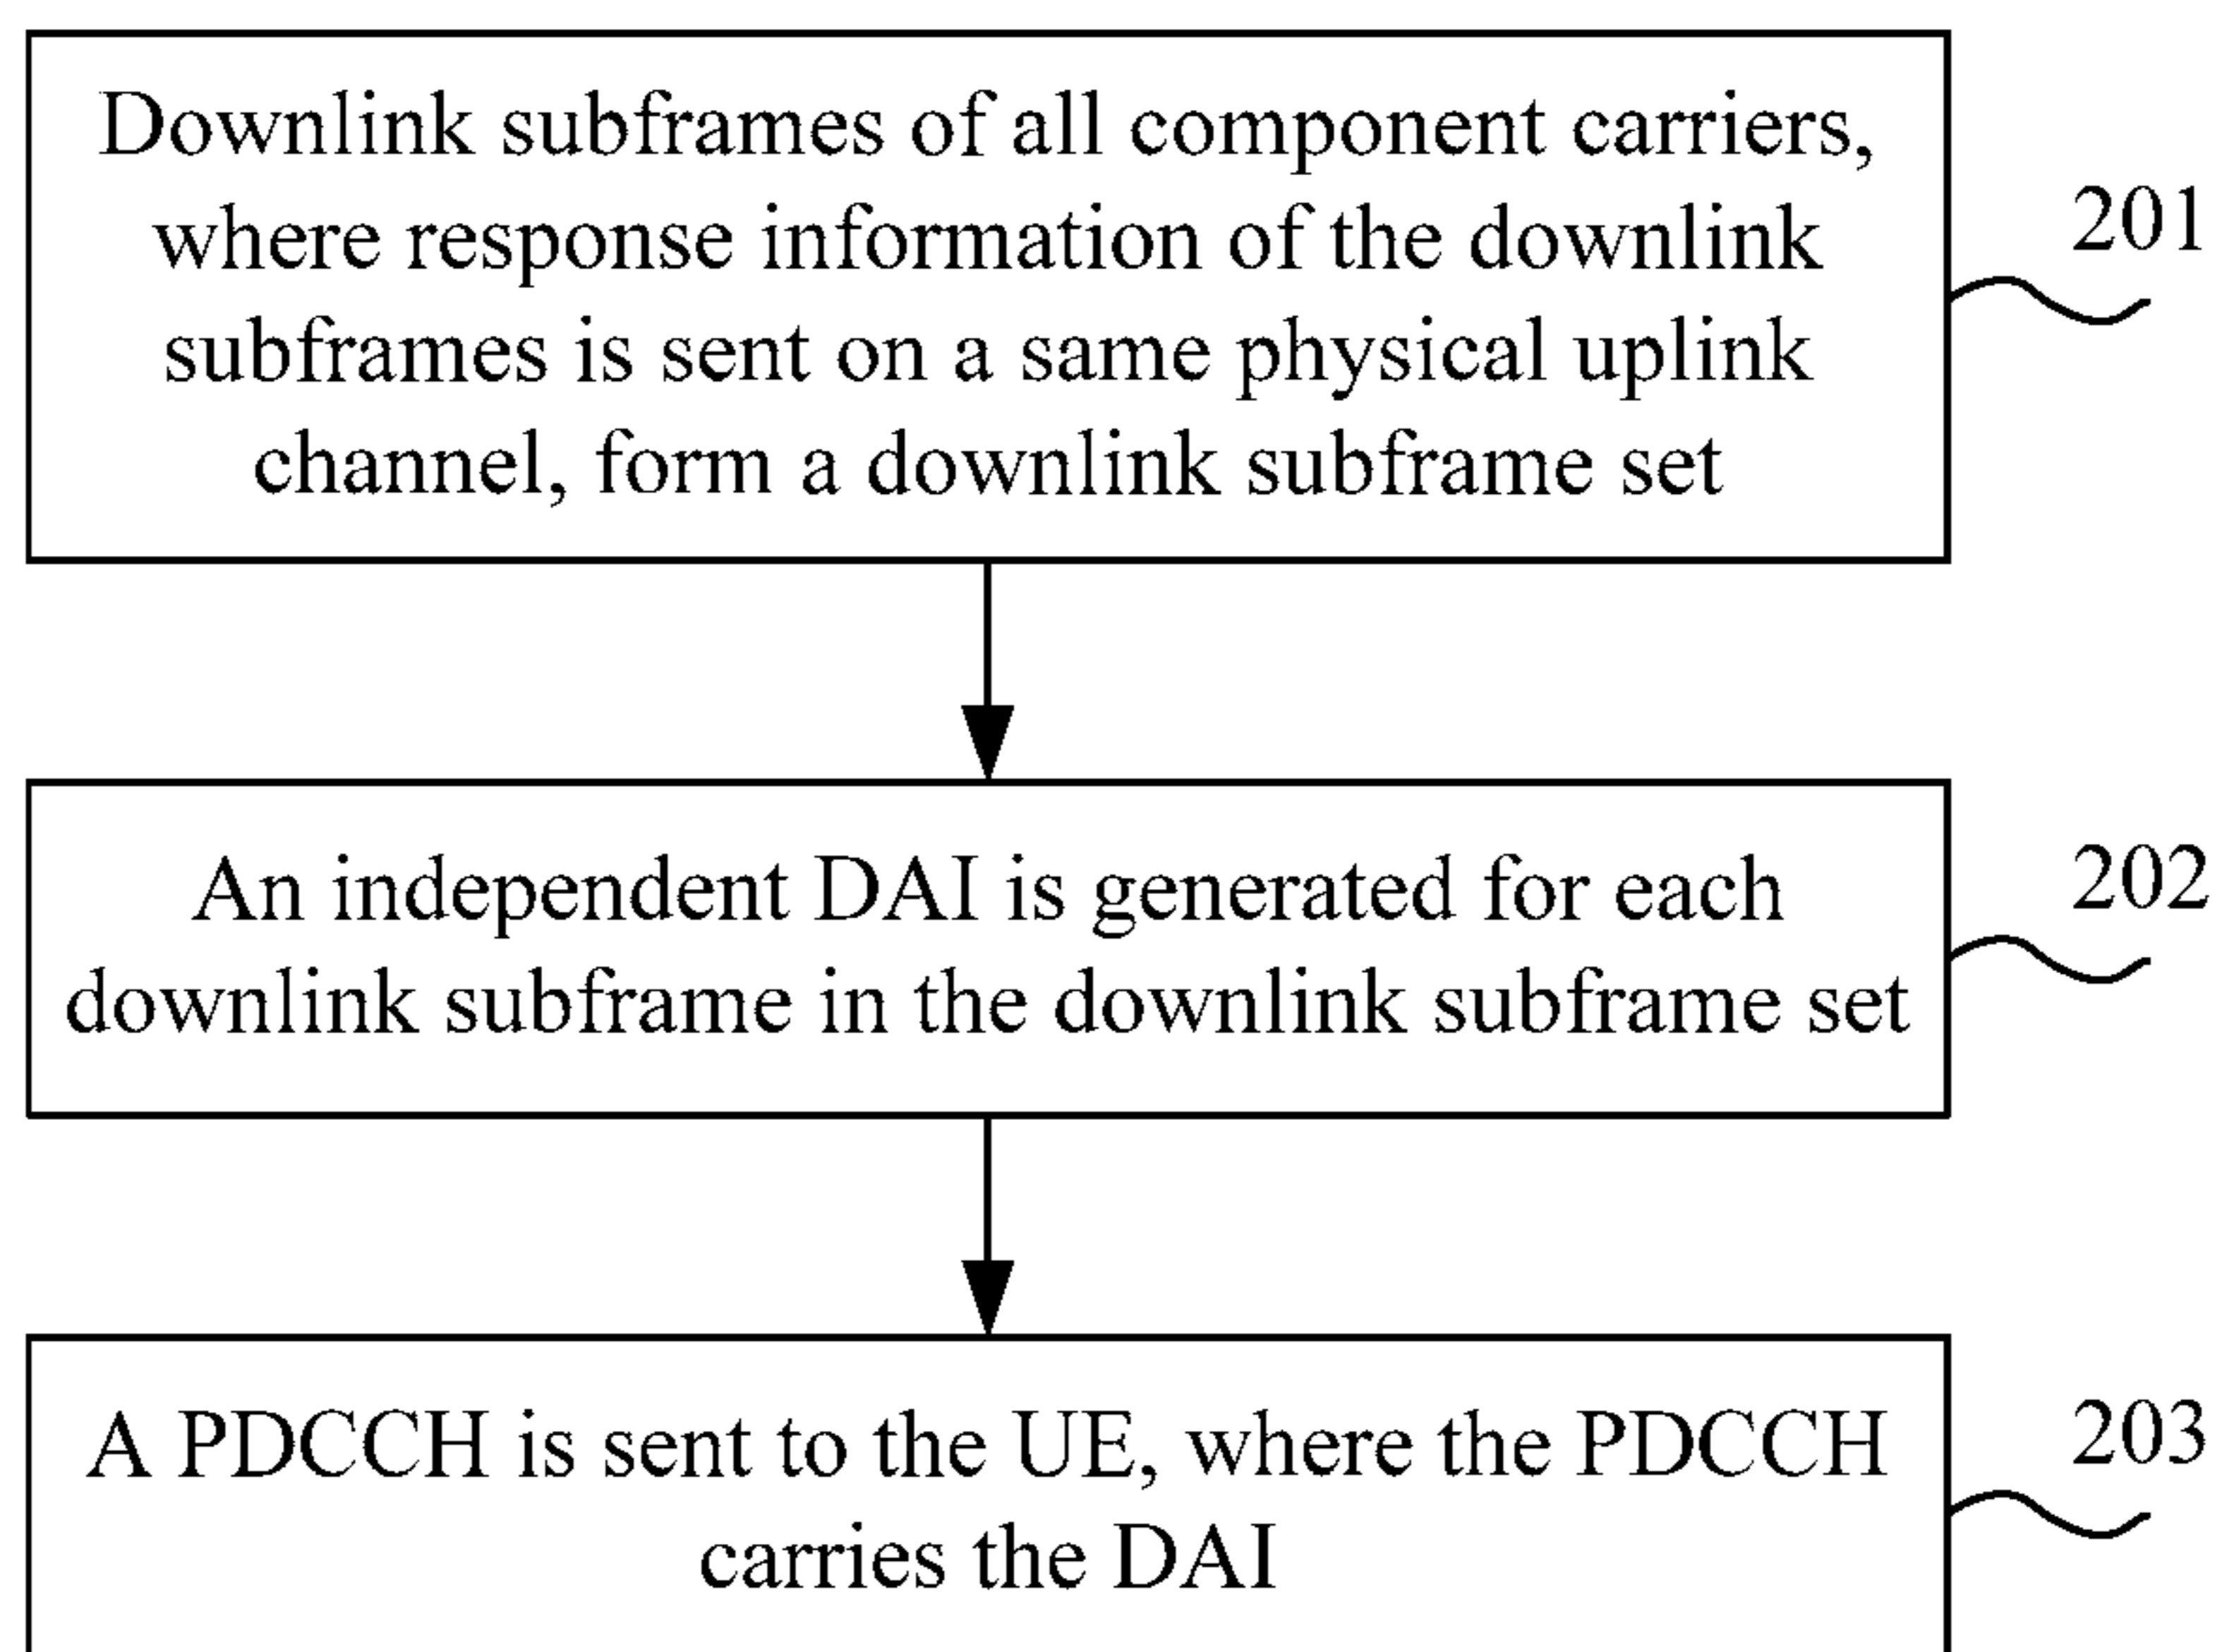 Downlink subframes of all component carriers,
where response information of the downlink
subframes is sent on a same physical uplink
channel, form a downlink subframe set
201
An independent DAI is generated for each
downlink subframe in the downlink subframe set
202
A PDCCH is sent to the UE, where the PDCCH
carries the DAI
203